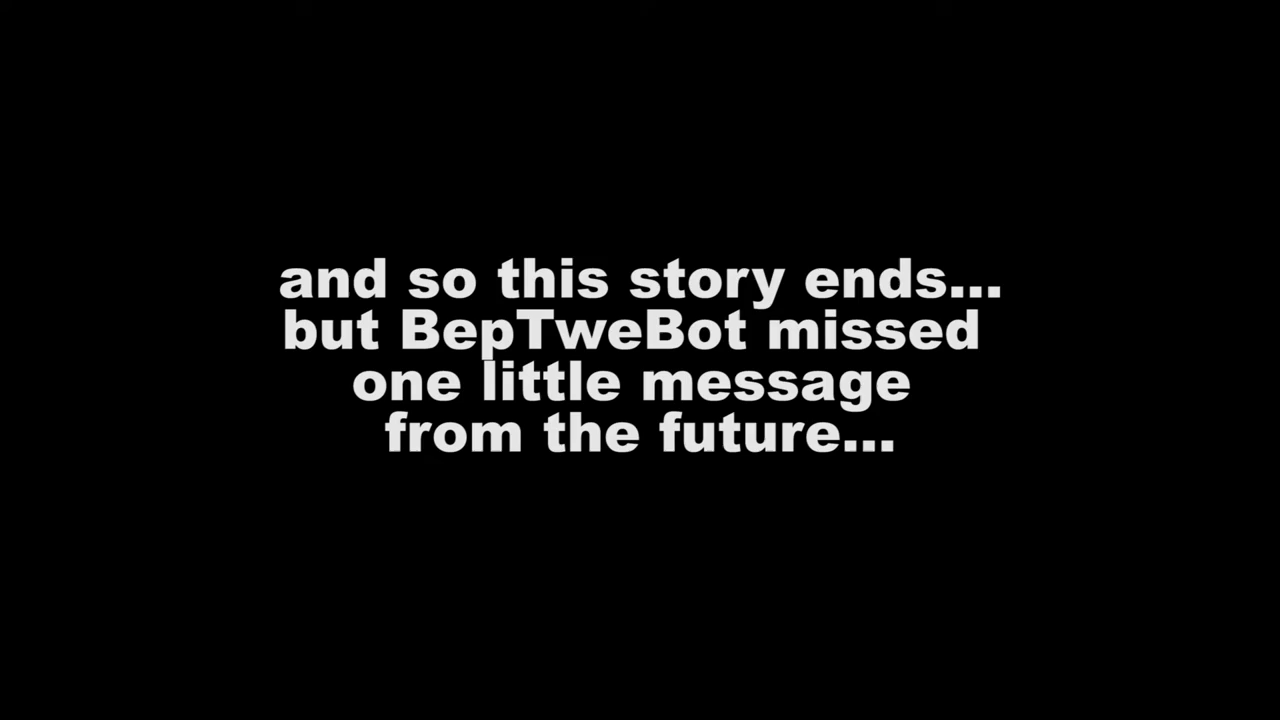 and so this story ends...
but BepTweBot missed
one little message
from the future...